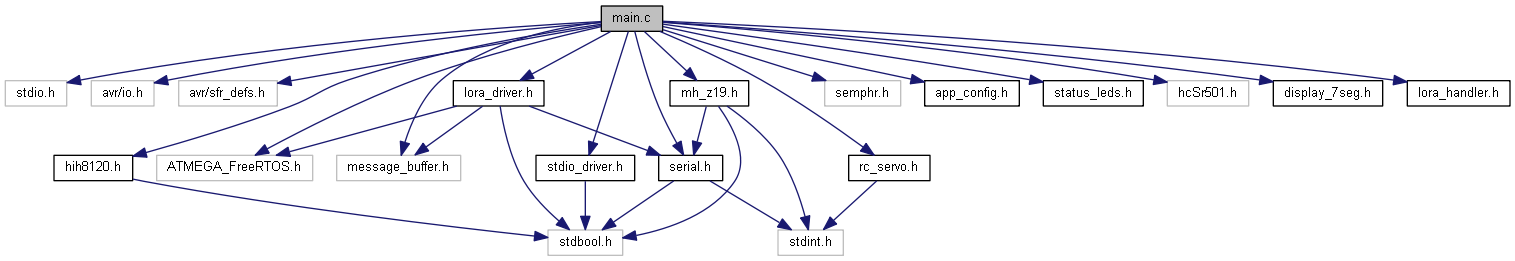 main.c
stdio.h
avr/io.h
avr/sfr_defs.h
lora_driver.h
mh_z19.h
semphr.h
app_config.h
status_leds.h
hcSr501.h
display_7seg.h
lora_handler.h
hih8120.h
ATMEGA_FreeRTOS.h
message_buffer.h
stdio_driver.h
serial.h
rc_servo.h
stdbool.h
stdint.h